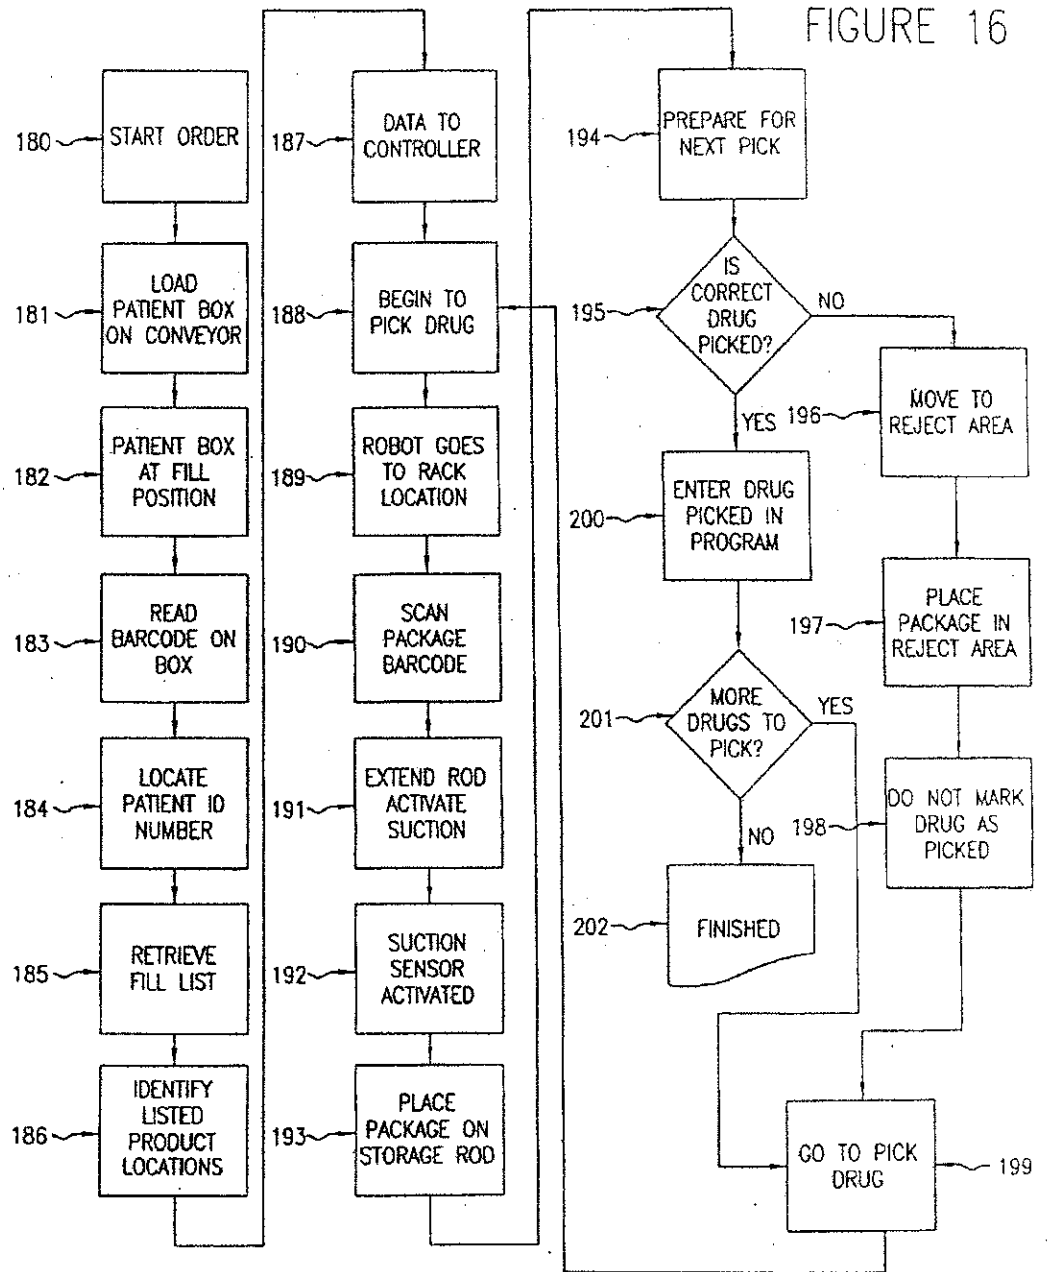 FIGURE 16
180
START ORDER
181
LOAD
PATIENT BOX
ON CONVEYOR
182
PATIENT BOX
AT FILL
POSITION
183
READ
BARCODE ON
BOX
184
LOCATE
PATIENT ID
NUMBER
185
RETRIEVE
FILL LIST
186
IDENTIFY
LISTED
PRODUCT
LOCATIONS
187
DATA TO
CONTROLLER
188
BEGIN TO
PICK DRUG
189
ROBOT GOES
TO RACK
LOCATION
190
SCAN
PACKAGE
BARCODE
191
EXTEND ROD
ACTIVATE
SUCTION
192
SUCTION
SENSOR
ACTIVATED
193
PLACE
PACKAGE ON
STORAGE ROD
194
PREPARE FOR
NEXT PICK
195
IS
CORRECT
DRUG
PICKED?
NO
YES
196
MOVE TO
REJECT AREA
197
PLACE
PACKAGE IN
REJECT AREA
198
DO NOT MARK
DRUG AS
PICKED
200
ENTER DRUG
PICKED IN
PROGRAM
201
MORE
DRUGS TO
PICK?
YES
NO
202
FINISHED
GO TO PICK
DRUG
199